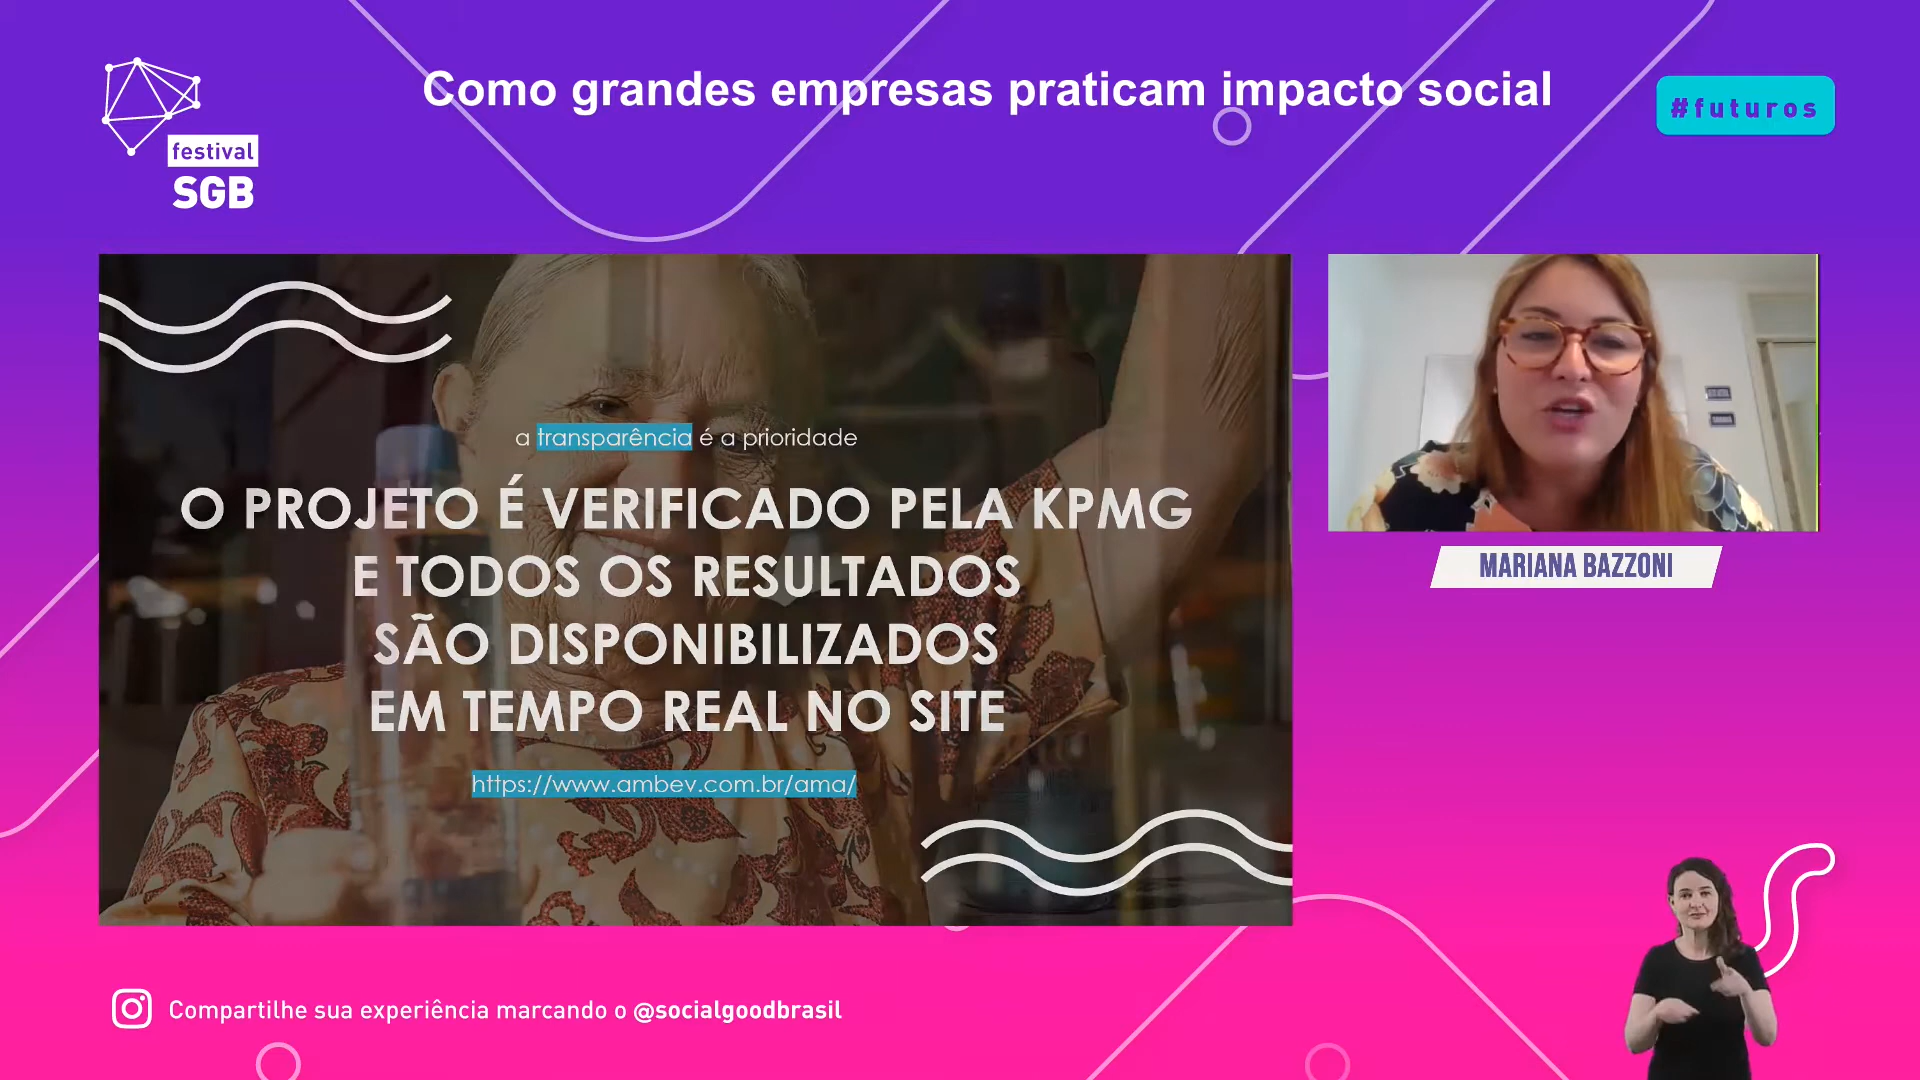 Como grandes empresas praticam impacto social
#futuros
festival
SGB
a transparência é a prioridade
O PROJETO É VERIFICADO PELA KPMG
E TODOS OS RESULTADOS
SÃO DISPONIBILIZADOS
EM TEMPO REAL NO SITE
https://www.ambev.com.br/ama/
MARIANA BAZZONI
Compartilhe sua experiência marcando o @socialgoodbrasil